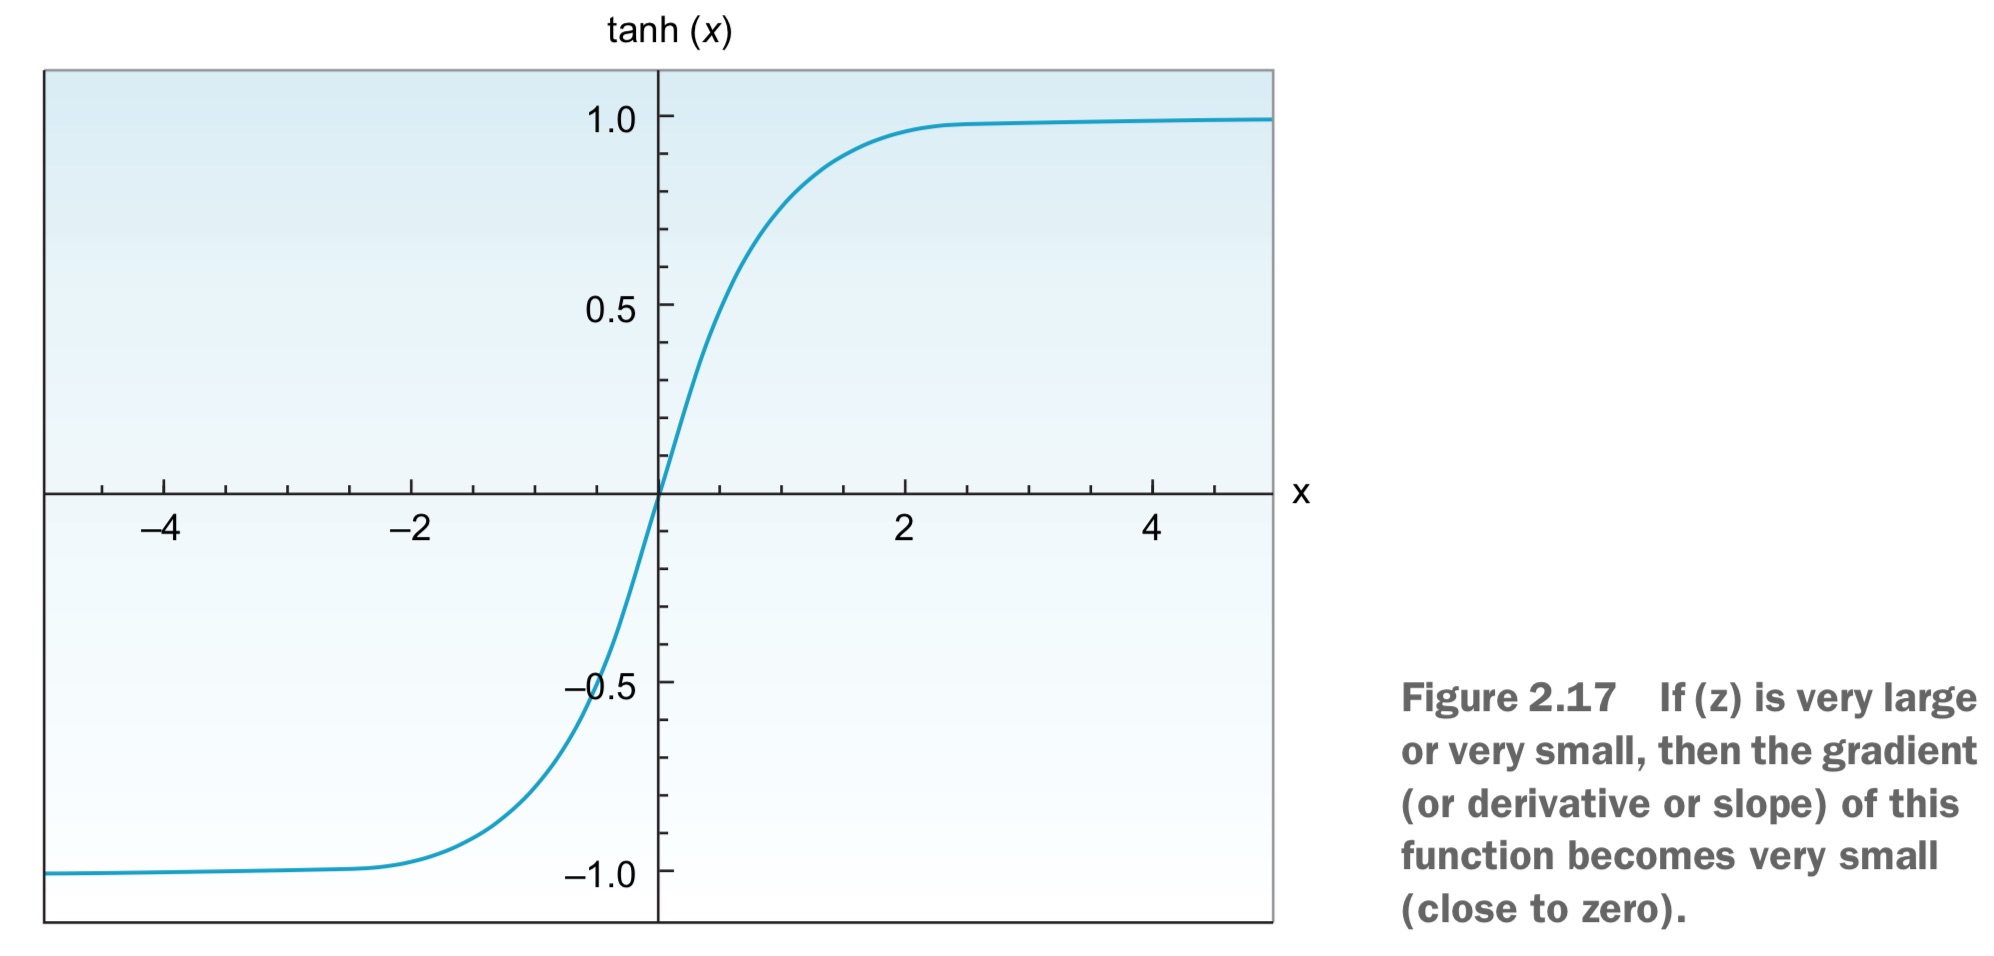 tanh (x)
1.0
0.5
x
–4
–2
2
4
–0.5
–1.0
Figure 2.17 If (z) is very large
or very small, then the gradient
(or derivative or slope) of this
function becomes very small
(close to zero).